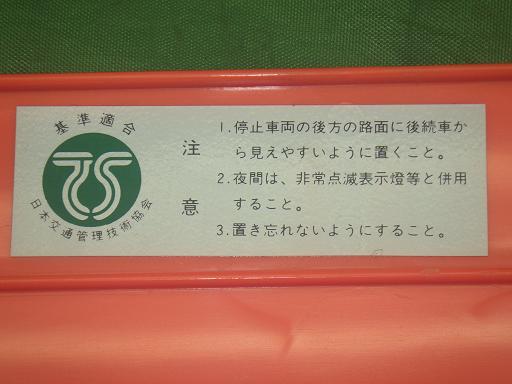 基準適合
日本交通管理技術協会
注意
1.停止車両の後方の路面に後続車か
ら見えやすいように置くこと。
2.夜間は、非常点滅表示燈等と併用
すること。
3.置き忘れないようにすること。